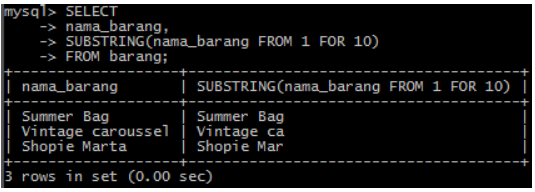 mysql> SELECT
-> nama_barang,
-> SUBSTRING(nama_barang FROM 1 FOR 10)
-> FROM barang;
+--------------------+--------------------------------------+
| nama_barang | SUBSTRING(nama_barang FROM 1 FOR 10) |
+--------------------+--------------------------------------+
| Summer Bag | Summer Bag |
| Vintage caroussel | Vintage ca |
| Shopie Marta | Shopie Mar |
+--------------------+--------------------------------------+
3 rows in set (0.00 sec)